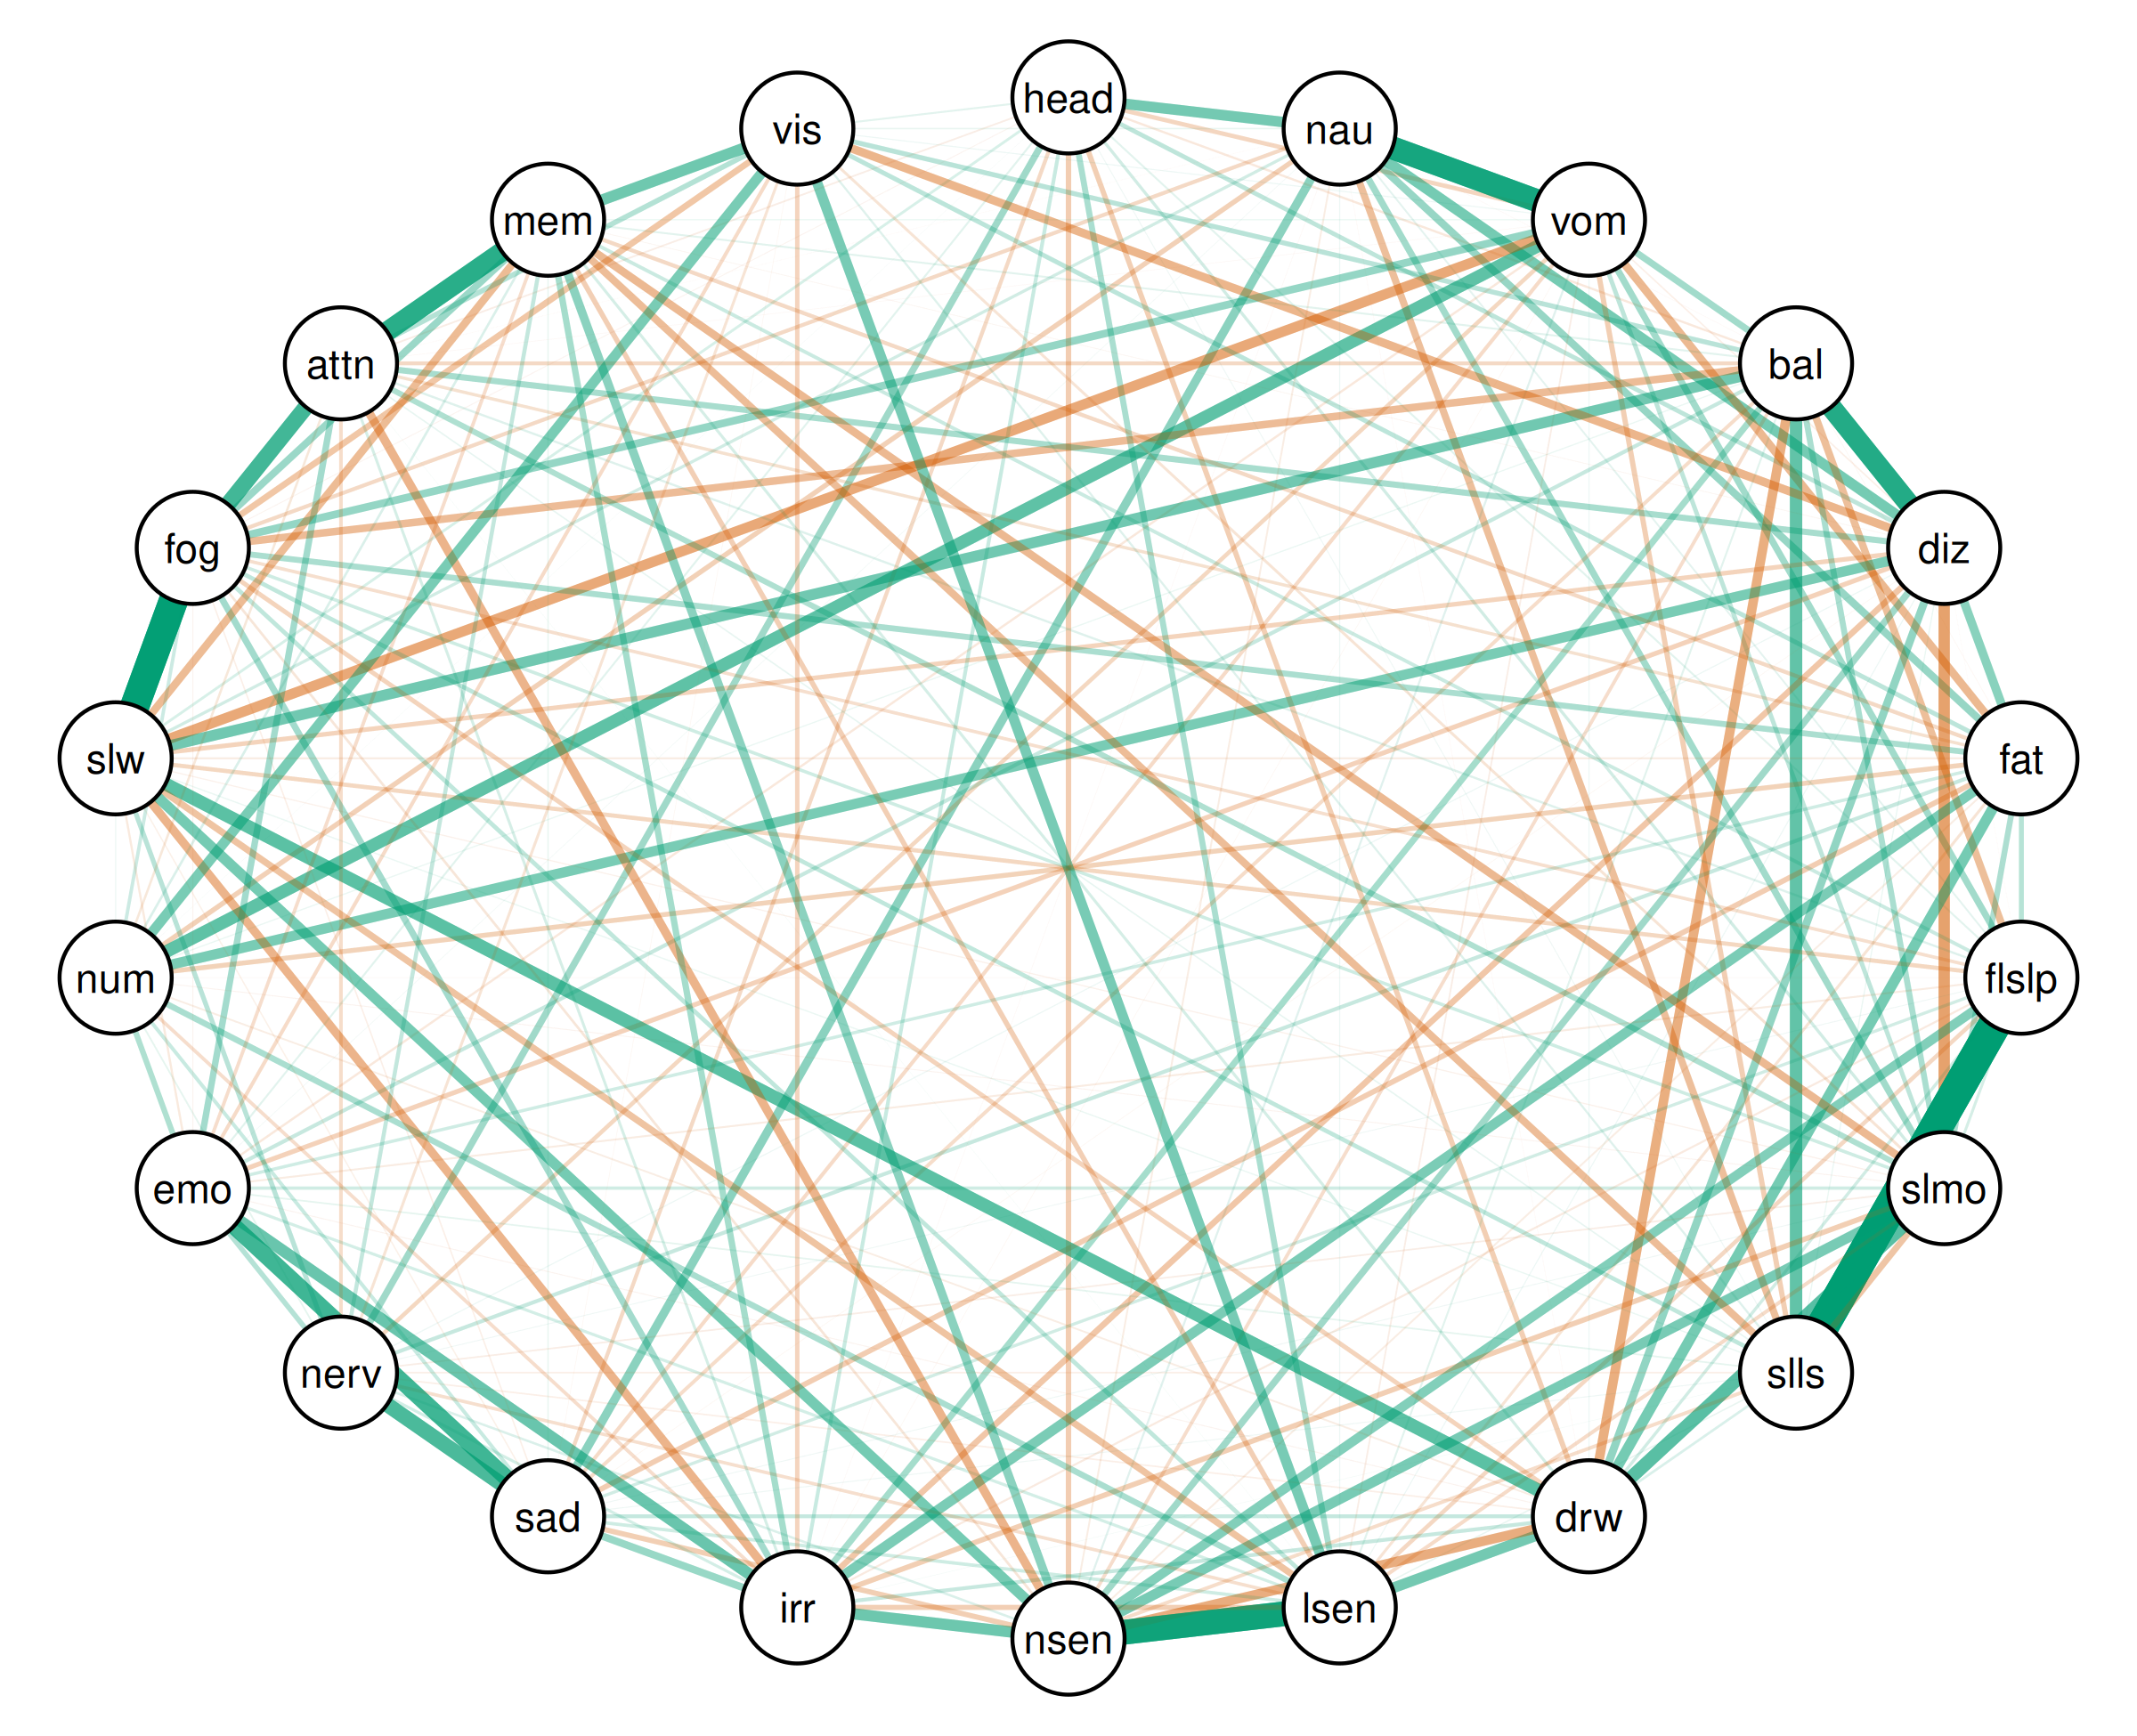 head
nau
vis
vom
mem
bal
attn
diz
fog
fat
slw
flslp
num
slmo
emo
slls
nerv
drw
sad
lsen
irr
nsen